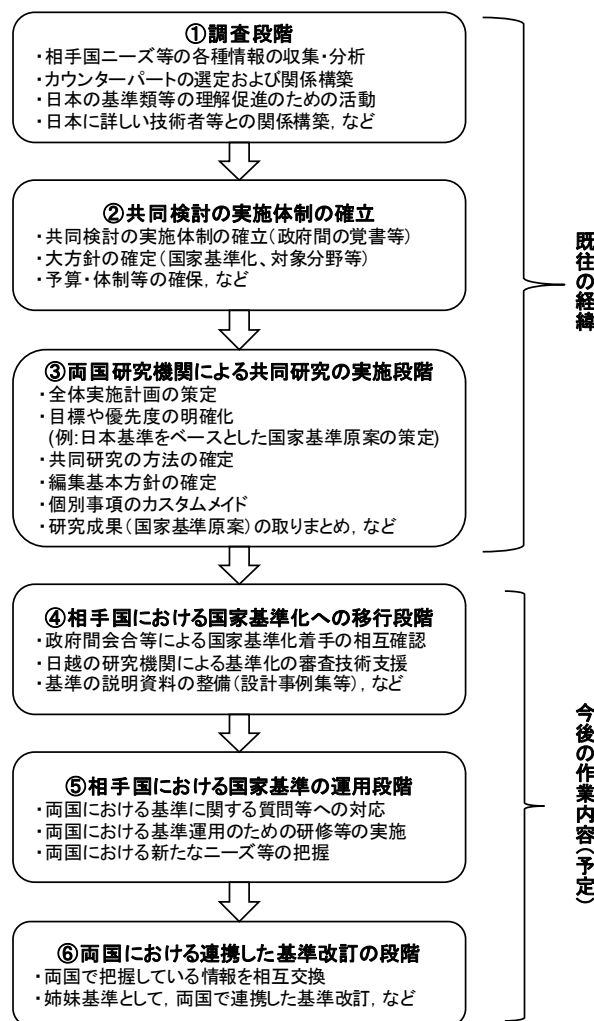 ①調査段階
・相手国ニーズ等の各種情報の収集・分析
・カウンターパートの選定および関係構築
・日本の基準類等の理解促進のための活動
・日本に詳しい技術者等との関係構築, など
②共同検討の実施体制の確立
・共同検討の実施体制の確立(政府間の覚書等)
・大方針の確定(国家基準化、対象分野等)
・予算・体制等の確保, など
③両国研究機関による共同研究の実施段階
・全体実施計画の策定
・目標や優先度の明確化
(例:日本基準をベースとした国家基準原案の策定)
・共同研究の方法の確定
・編集基本方針の確定
・個別事項のカスタムメイド
・研究成果(国家基準原案)の取りまとめ, など
既往の経緯
④相手国における国家基準化への移行段階
・政府間会合等による国家基準化着手の相互確認
・日越の研究機関による基準化の審査技術支援
・基準の説明資料の整備(設計事例集等), など
⑤相手国における国家基準の運用段階
・両国における基準に関する質問等への対応
・両国における基準運用のための研修等の実施
・両国における新たなニーズ等の把握
⑥両国における連携した基準改訂の段階
・両国で把握している情報を相互交換
・姉妹基準として, 両国で連携した基準改訂, など
今後の作業内容(予定)